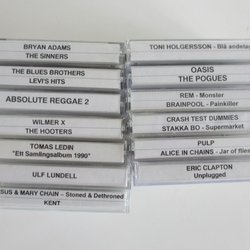 BRYAN ADAMS
THE SINNERS
THE BLUES BROTHERS
LEVI'S HITS
ABSOLUTE REGGAE 2
WILMER X
THE HOOTERS
TOMAS LEDIN
"Ett Samlingsalbum 1990"
ULF LUNDELL
JESUS & MARY CHAIN – Stoned & Dethroned
KENT
TONI HOLGERSSON - Blå andetag
OASIS
THE POGUES
REM - Monster
BRAINPOOL - Painkiller
CRASH TEST DUMMIES
STAKKA BO - Supermarket
PULP
ALICE IN CHAINS - Jar of flies
ERIC CLAPTON
Unplugged